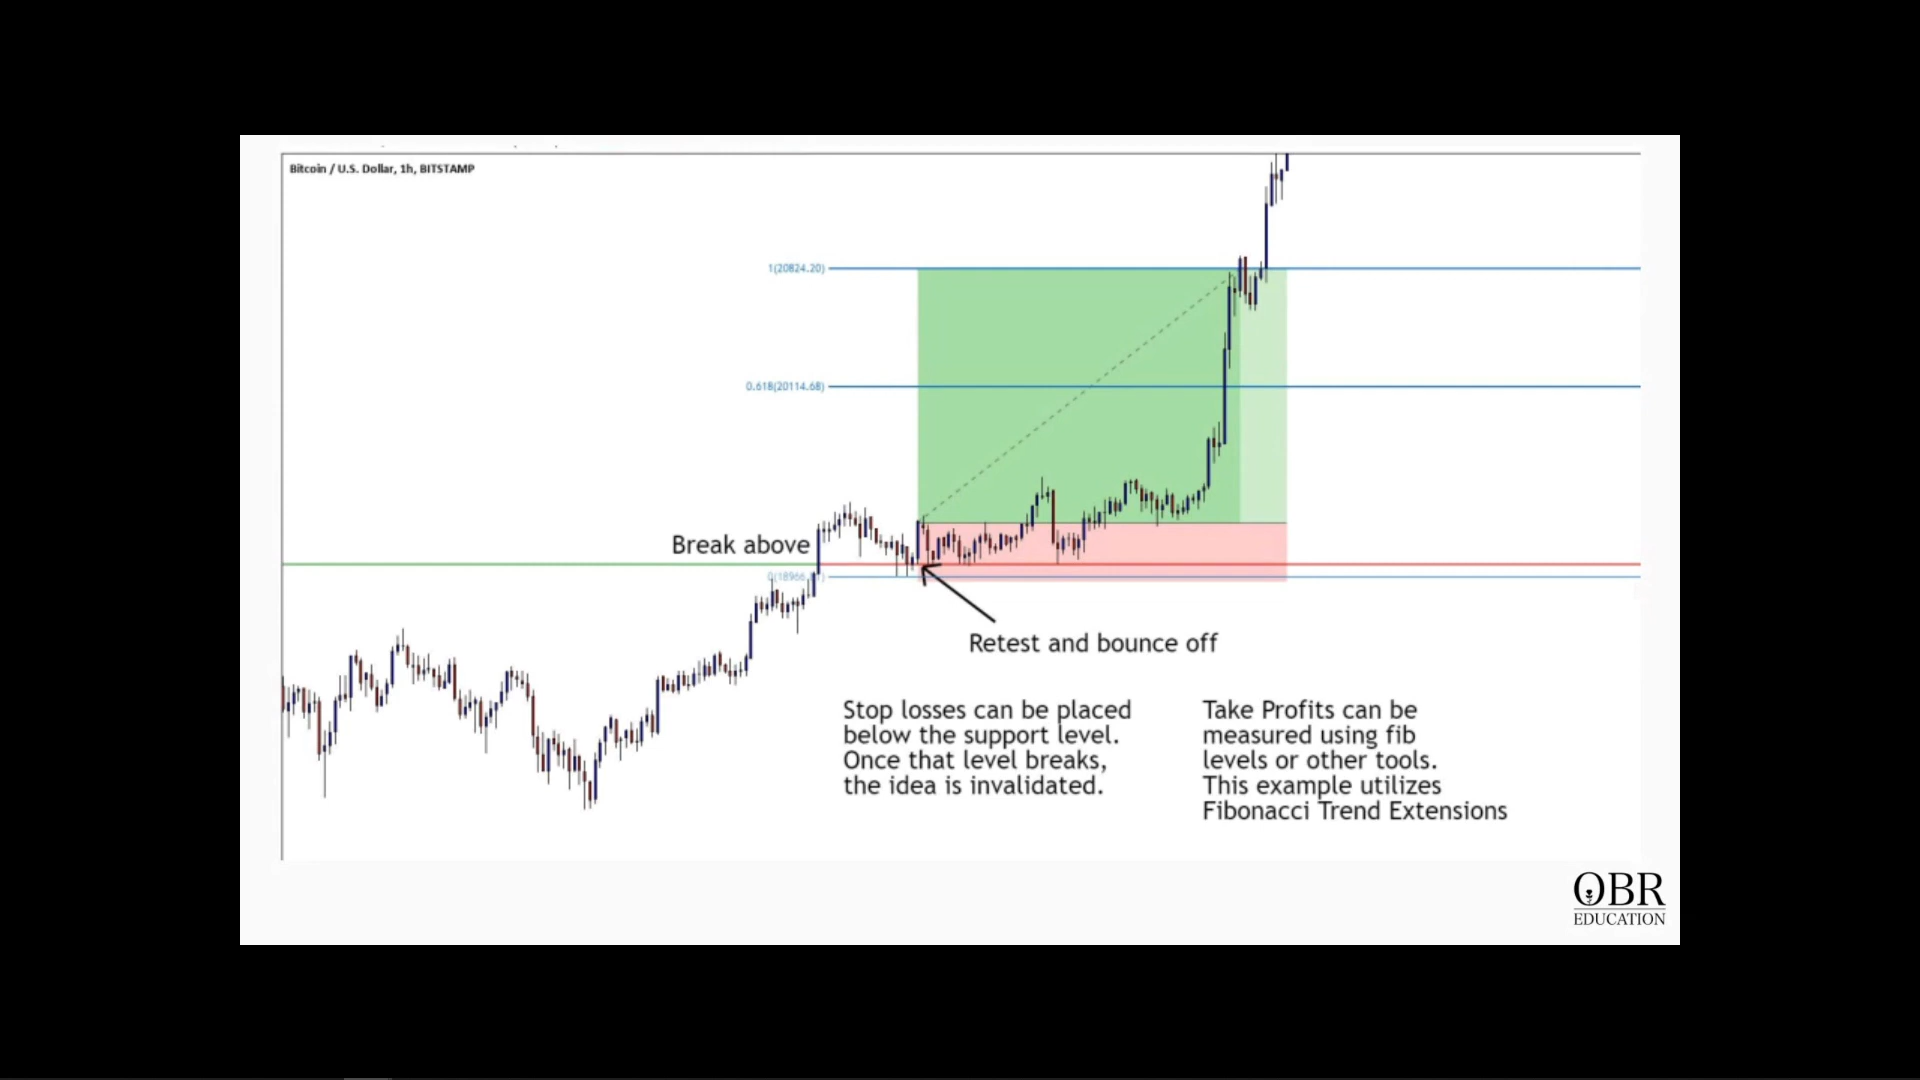 Bitcoin / U.S. Dollar, 1h, BITSTAMP
1(20824.20)
0.618(20114.68)
Break above
Retest and bounce off
Stop losses can be placed
below the support level.
Once that level breaks,
the idea is invalidated.
Take Profits can be
measured using fib
levels or other tools.
This example utilizes
Fibonacci Trend Extensions
OBR
EDUCATION